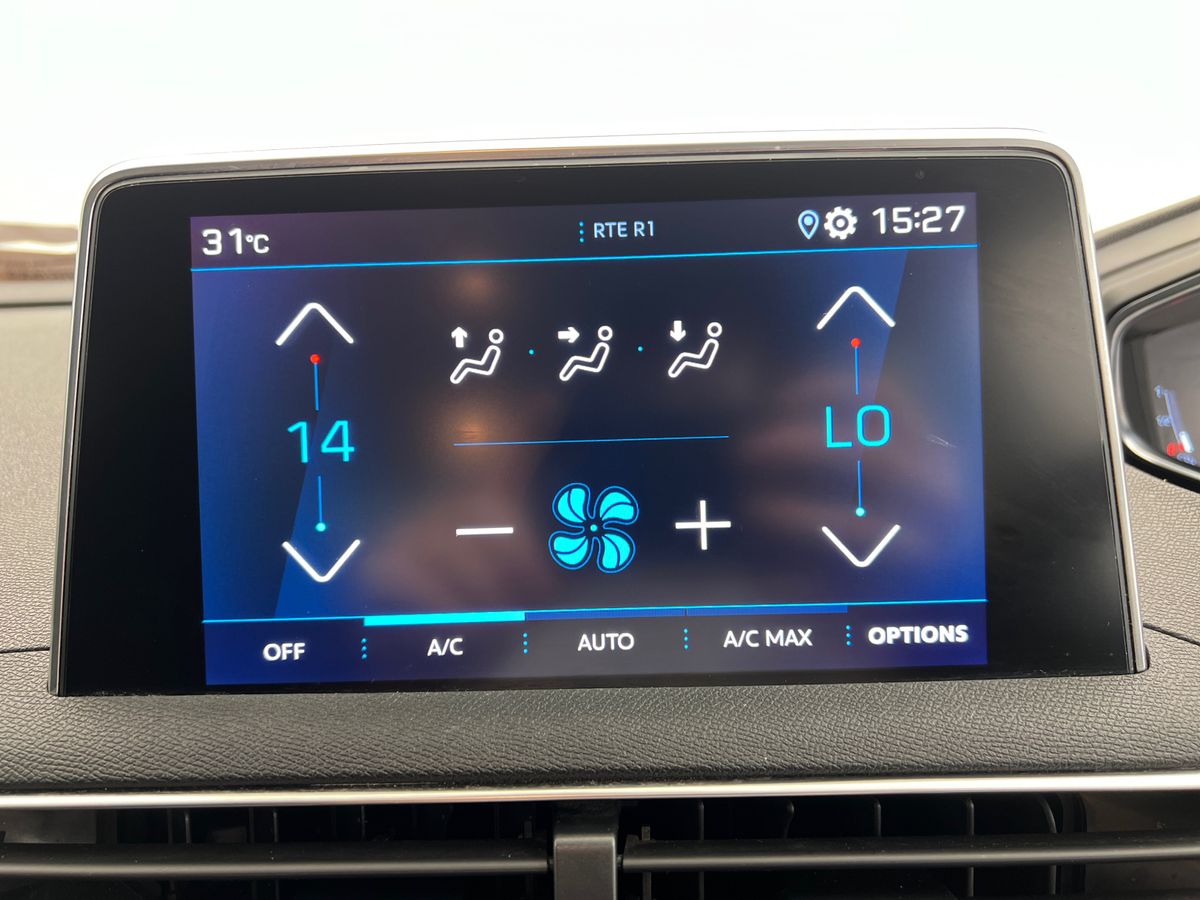 31°C
RTE R1
15:27
14
LO
OFF
A/C
AUTO
A/C MAX
OPTIONS